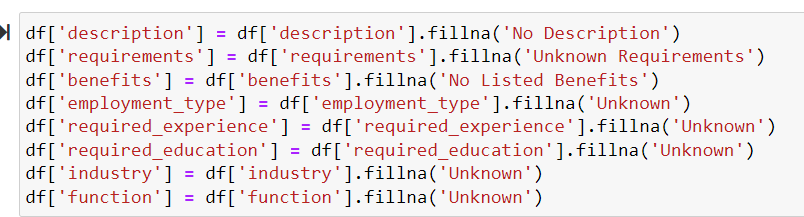 df['description'] = df['description'].fillna('No Description')
df['requirements'] = df['requirements'].fillna('Unknown Requirements')
df['benefits'] = df['benefits'].fillna('No Listed Benefits')
df['employment_type'] = df['employment_type'].fillna('Unknown')
df['required_experience'] = df['required_experience'].fillna('Unknown')
df['required_education'] = df['required_education'].fillna('Unknown')
df['industry'] = df['industry'].fillna('Unknown')
df['function'] = df['function'].fillna('Unknown')